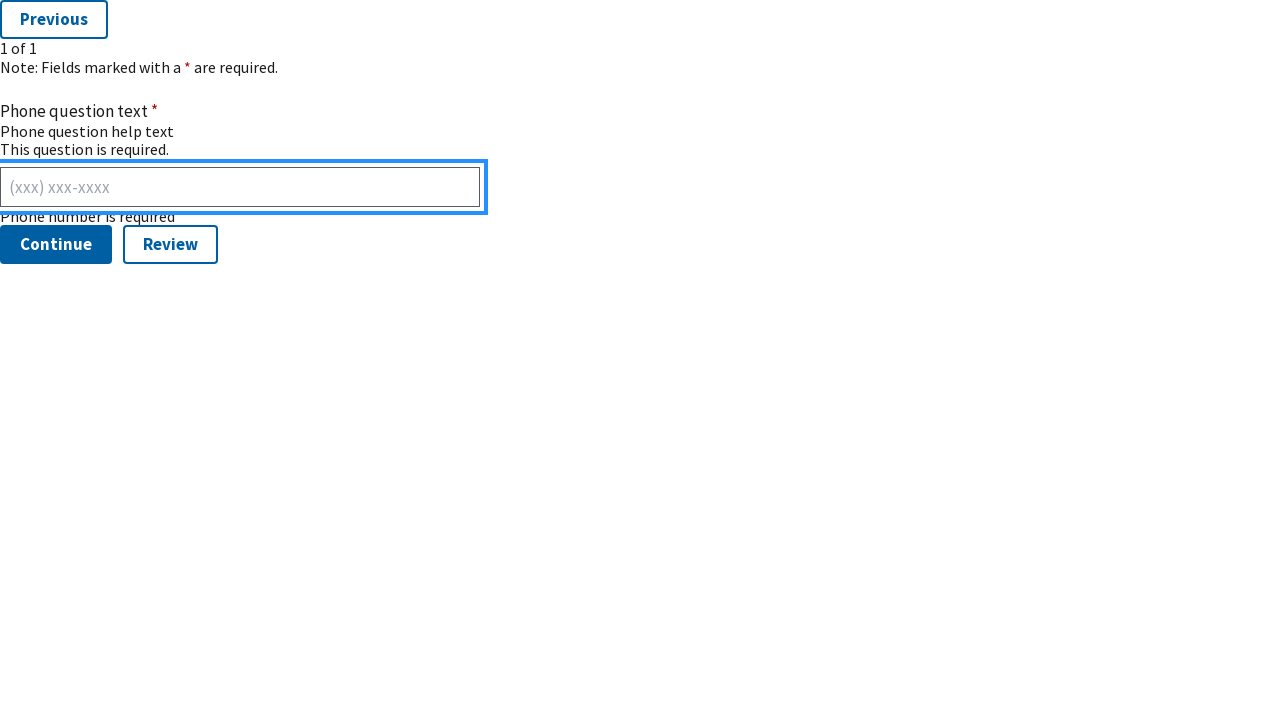 Previous
1 of 1
Note: Fields marked with a * are required.
Phone question text *
Phone question help text
This question is required.
(xxx) xxx-xxxx
Phone number is required
Continue Review